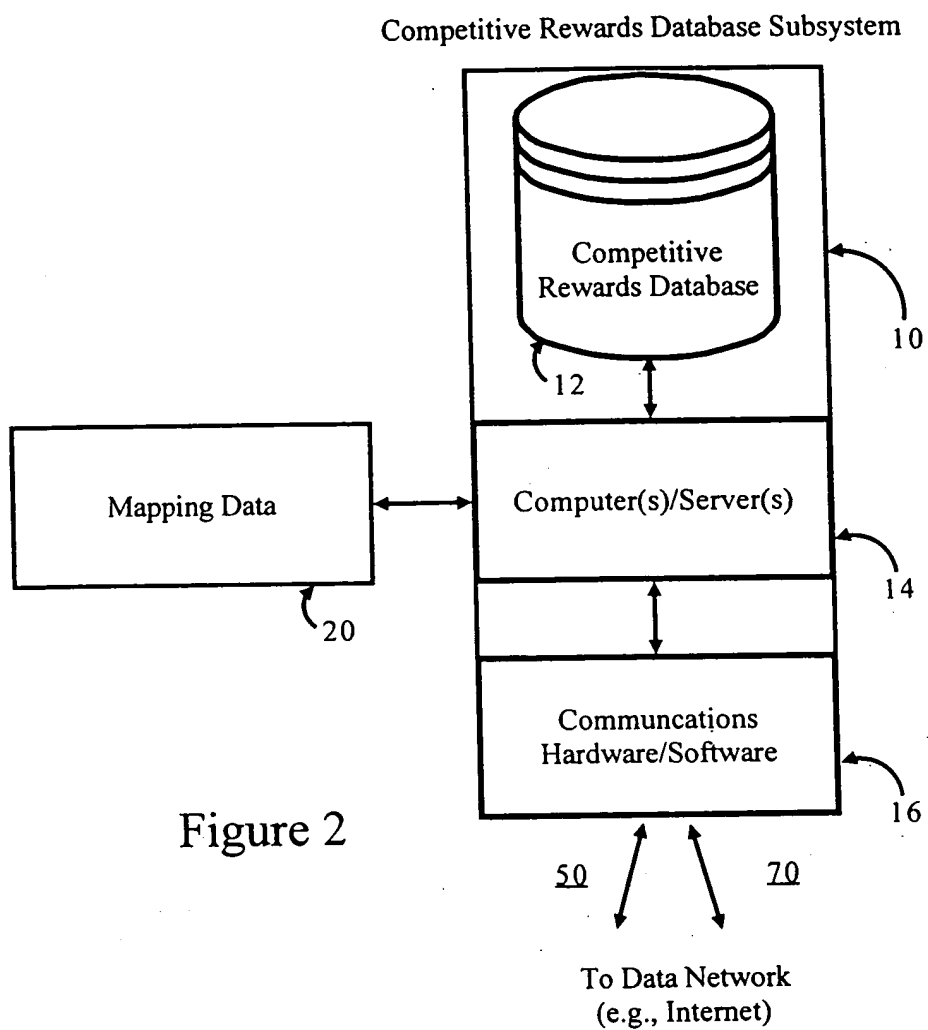 Competitive Rewards Database Subsystem
Competitive
Rewards Database
10
12
Mapping Data
Computer(s)/Server(s)
14
20
Communcations
Hardware/Software
16
Figure 2
50
70
To Data Network
(e.g., Internet)